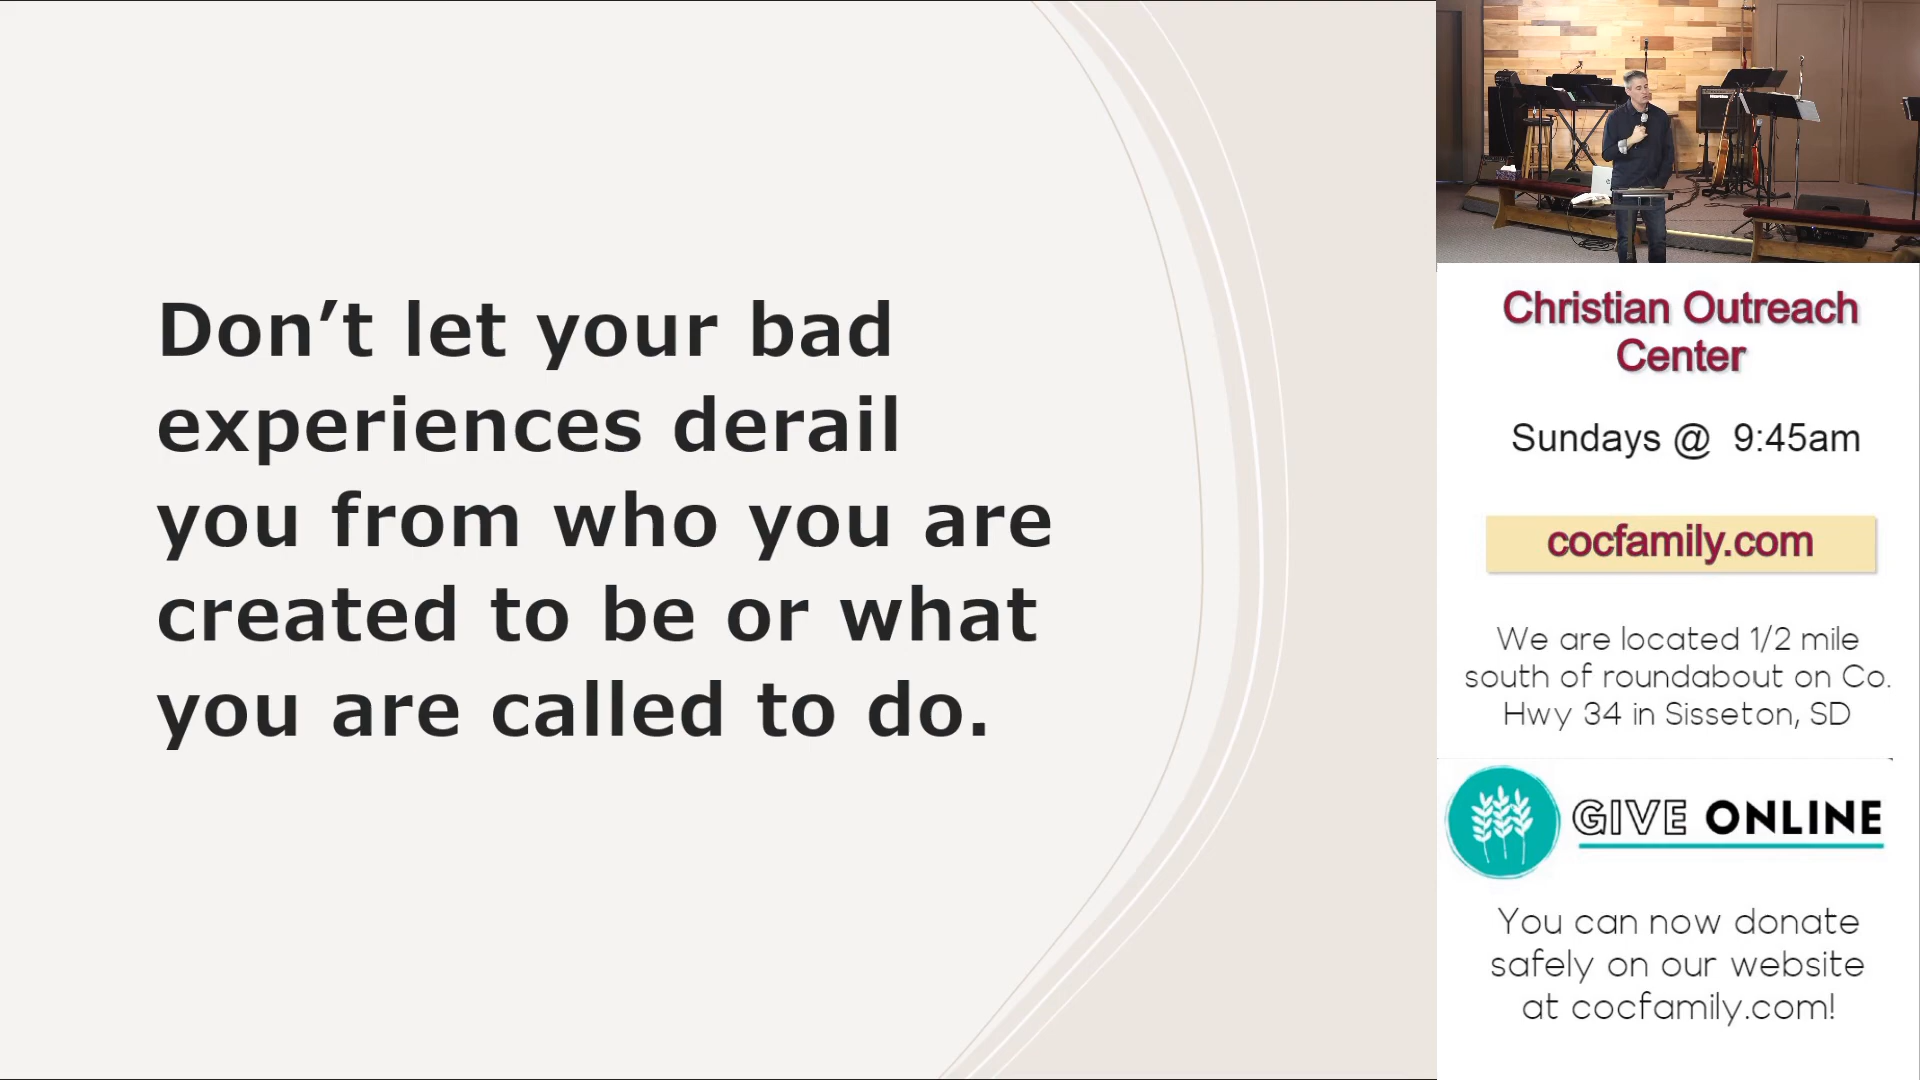 Don’t let your bad
experiences derail
you from who you are
created to be or what
you are called to do.
Christian Outreach
Center
Sundays @ 9:45am
cocfamily.com
We are located 1/2 mile
south of roundabout on Co.
Hwy 34 in Sisseton, SD
GIVE ONLINE
You can now donate
safely on our website
at cocfamily.com!